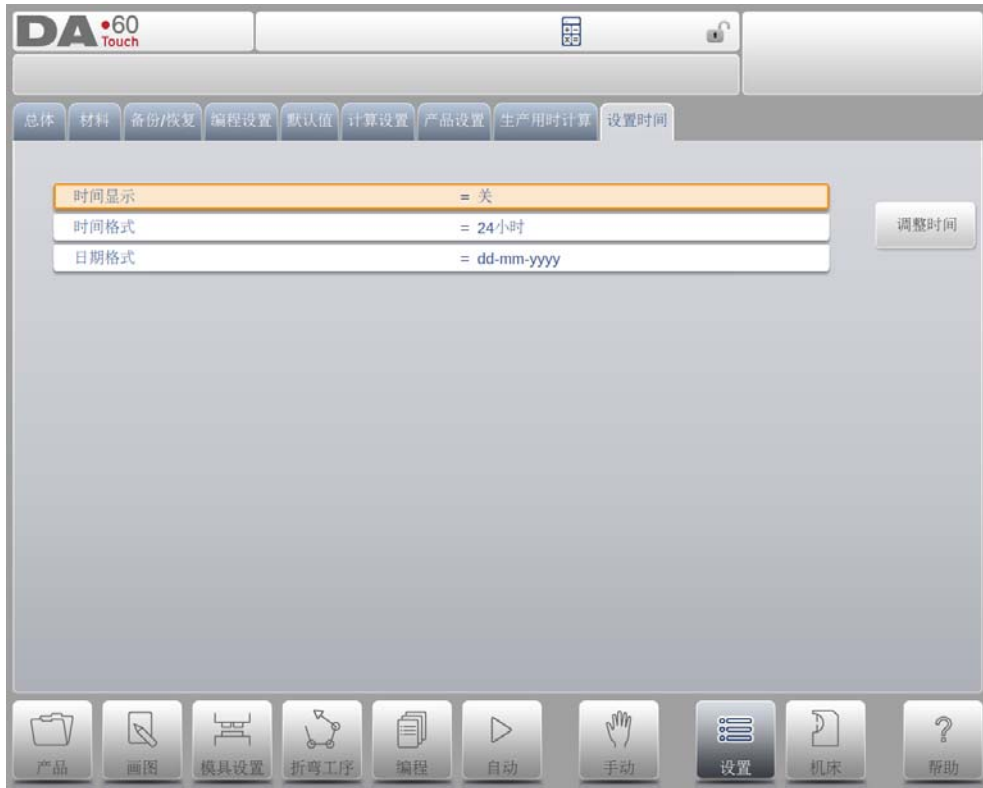 DA•60
Touch
总体 材料 备份/恢复 编程设置 默认值 计算设置 产品设置 生产用时计算 设置时间
时间显示 = 关
时间格式 = 24小时
日期格式 = dd-mm-yyyy
调整时间
产品 画图 模具设置 折弯工序 编程 自动 手动 设置 机床 帮助